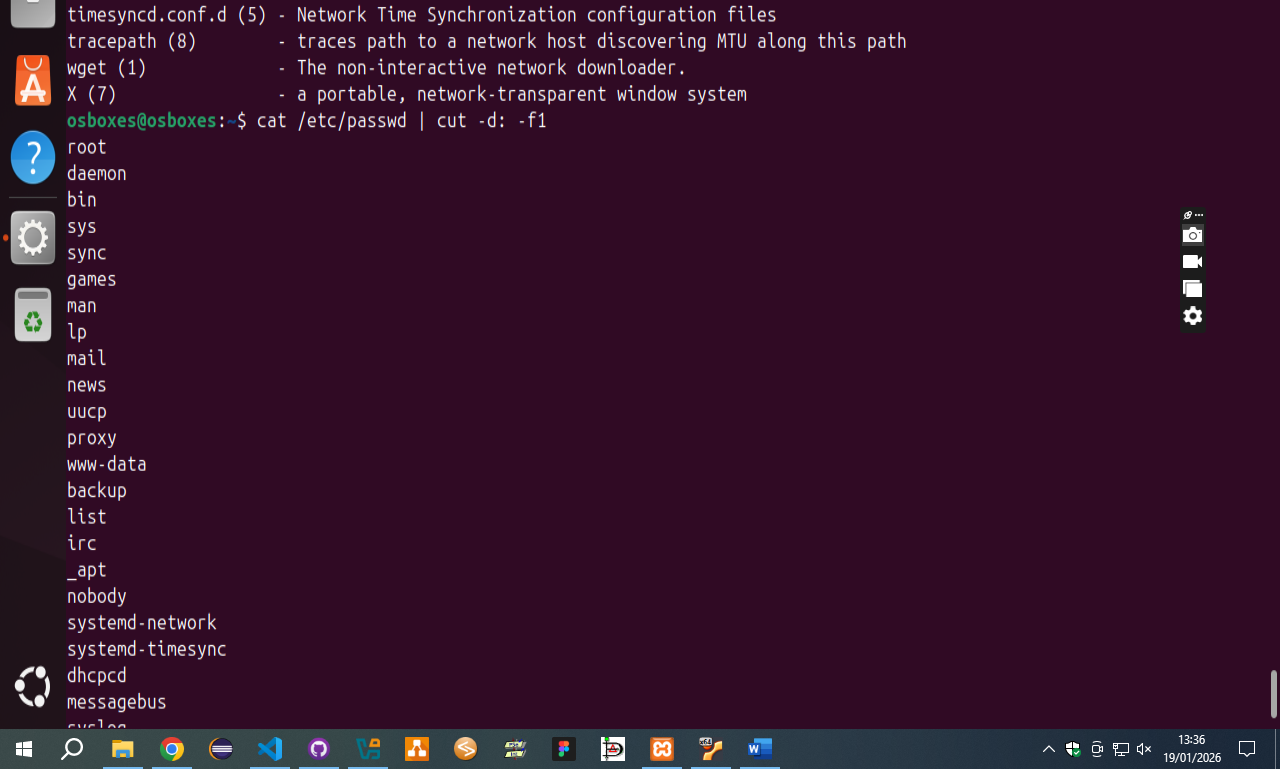 timesyncd.conf.d (5) - Network Time Synchronization configuration files
tracepath (8)        - traces path to a network host discovering MTU along this path
wget (1)             - The non-interactive network downloader.
X (7)                - a portable, network-transparent window system
osboxes@osboxes:~$ cat /etc/passwd | cut -d: -f1
root
daemon
bin
sys
sync
games
man
lp
mail
news
uucp
proxy
www-data
backup
list
irc
_apt
nobody
systemd-network
systemd-timesync
dhcpcd
messagebus
syslog
13:36
19/01/2026